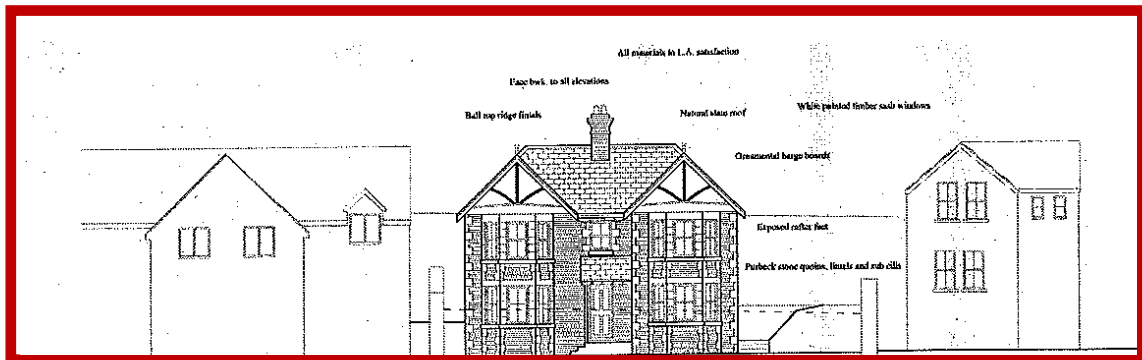 All materials to L.A. satisfaction
Face bwk. to all elevations
Ball top ridge finials
Natural slate roof
White painted timber sash windows
Ornamental barge boards
Exposed rafter feet
Purbeck stone quoins, lintels and sub cills